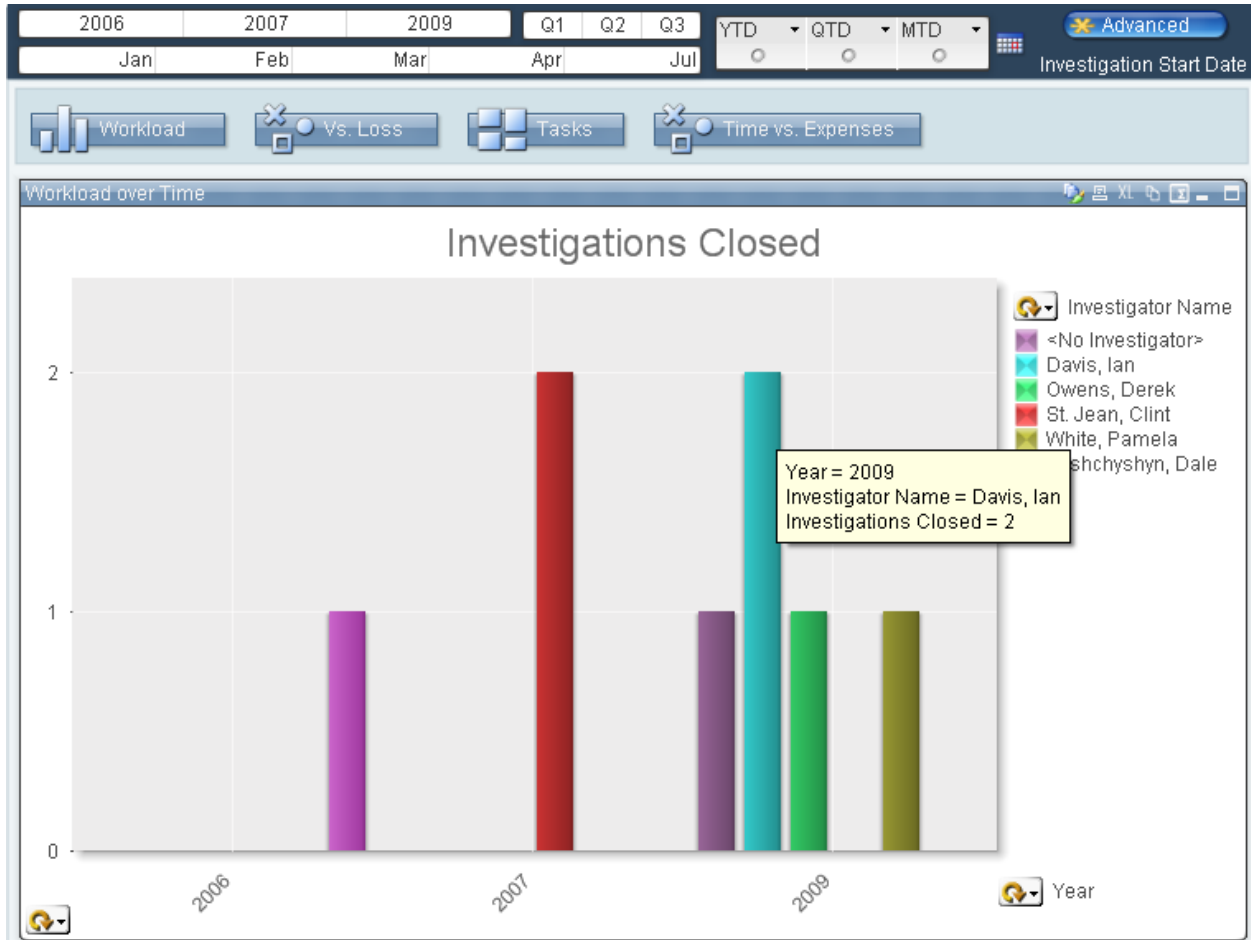 2006 2007 2009 Q1 Q2 Q3 YTD QTD MTD Advanced
Jan Feb Mar Apr Jul Investigation Start Date
Workload Vs. Loss Tasks Time vs. Expenses
Workload over Time XL
Investigations Closed
Investigator Name
<No Investigator>
Davis, Ian
Owens, Derek
St. Jean, Clint
White, Pamela
shchyshyn, Dale
Year = 2009
Investigator Name = Davis, Ian
Investigations Closed = 2
2
1
0
2006 2007 2009
Year